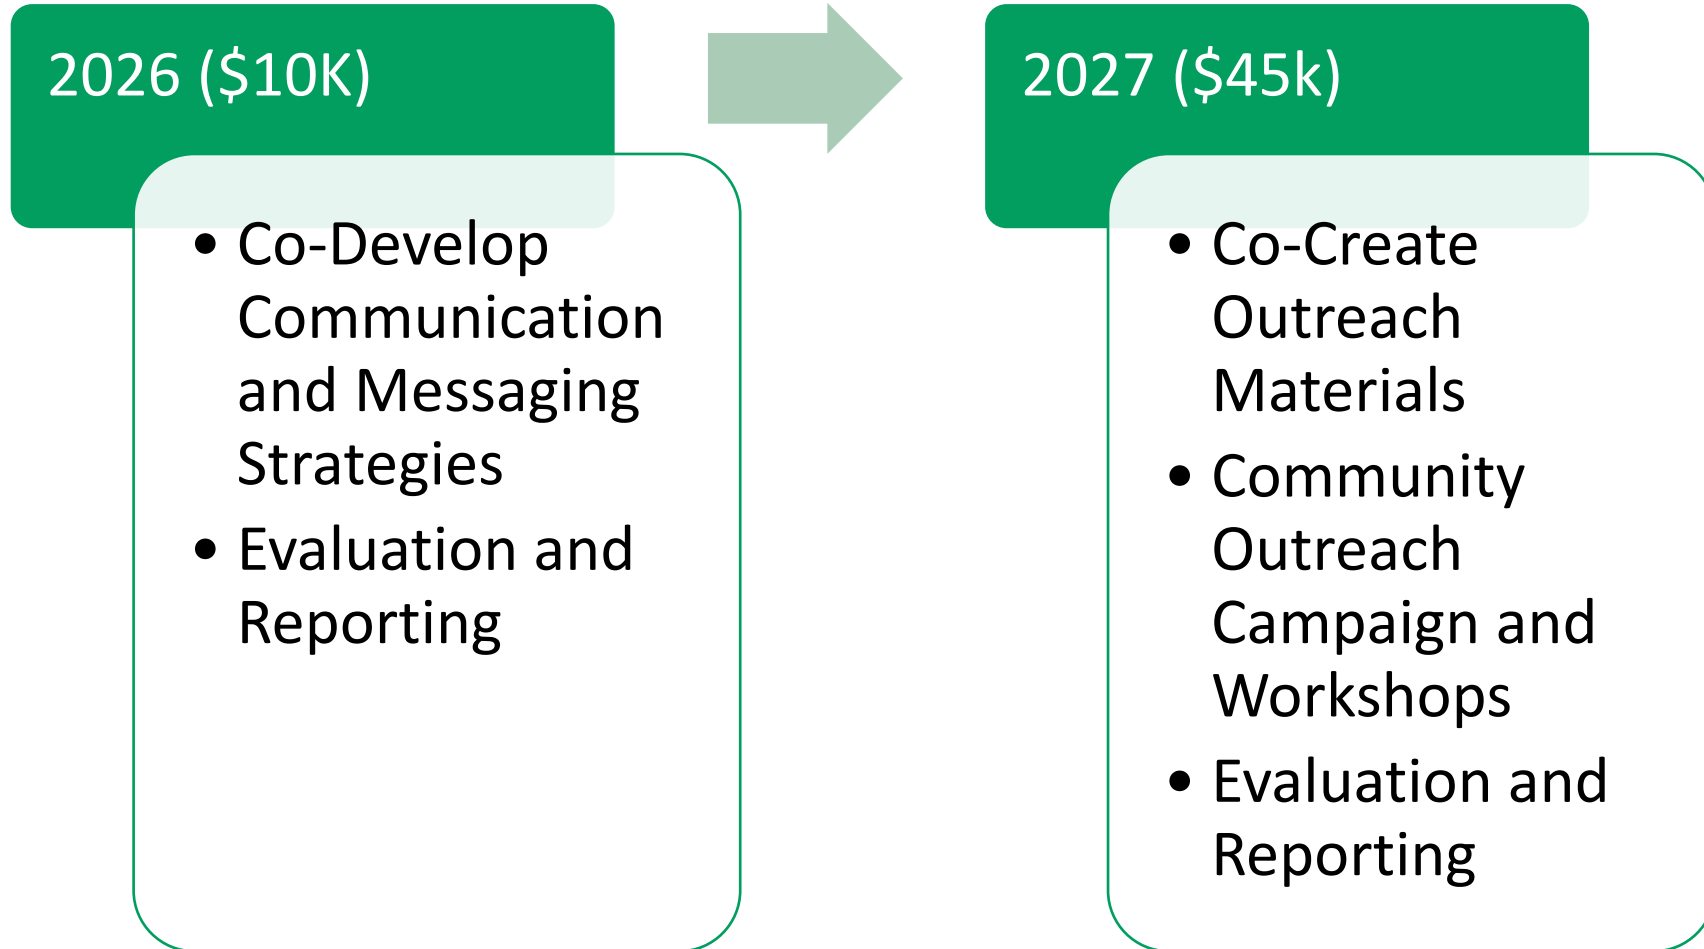 2026 ($10K)
• Co-Develop
Communication
and Messaging
Strategies
• Evaluation and
Reporting
2027 ($45k)
• Co-Create
Outreach
Materials
• Community
Outreach
Campaign and
Workshops
• Evaluation and
Reporting